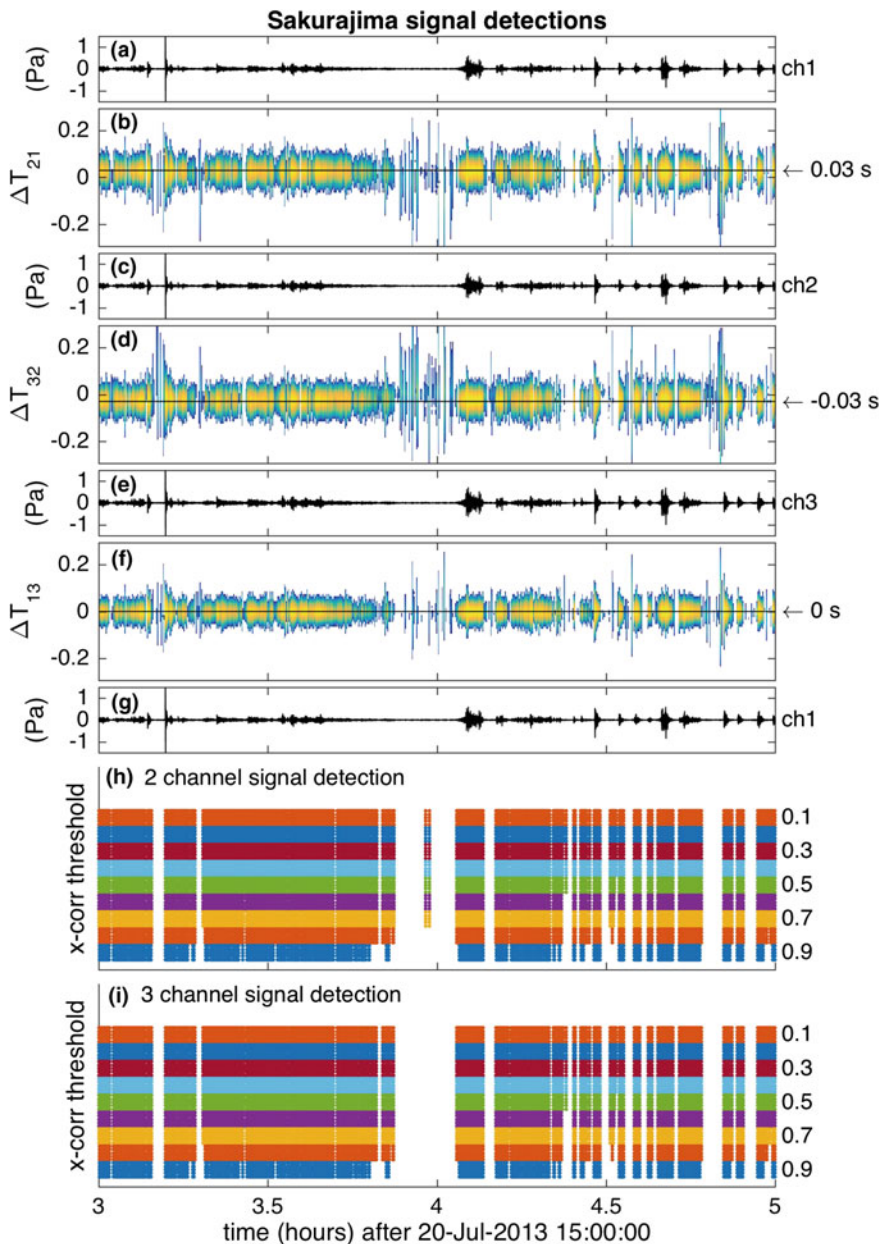 Sakurajima signal detections
(a)
1
0
-1
(Pa)
ch1
(b)
0.2
0
-0.2
ΔT21
← 0.03 s
(c)
1
0
-1
(Pa)
ch2
(d)
0.2
0
-0.2
ΔT32
← -0.03 s
(e)
1
0
-1
(Pa)
ch3
(f)
0.2
0
-0.2
ΔT13
← 0 s
(g)
1
0
-1
(Pa)
ch1
(h) 2 channel signal detection
x-corr threshold
0.1
0.3
0.5
0.7
0.9
(i) 3 channel signal detection
x-corr threshold
0.1
0.3
0.5
0.7
0.9
3 3.5 4 4.5 5
time (hours) after 20-Jul-2013 15:00:00